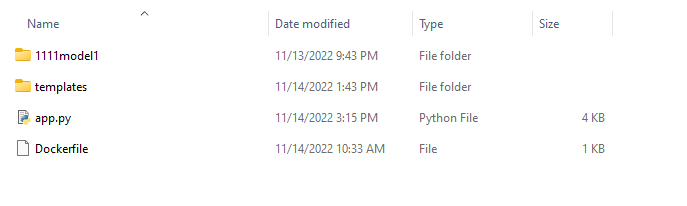 Name Date modified Type Size
1111model1 11/13/2022 9:43 PM File folder
templates 11/14/2022 1:43 PM File folder
app.py 11/14/2022 3:15 PM Python File 4 KB
Dockerfile 11/14/2022 10:33 AM File 1 KB